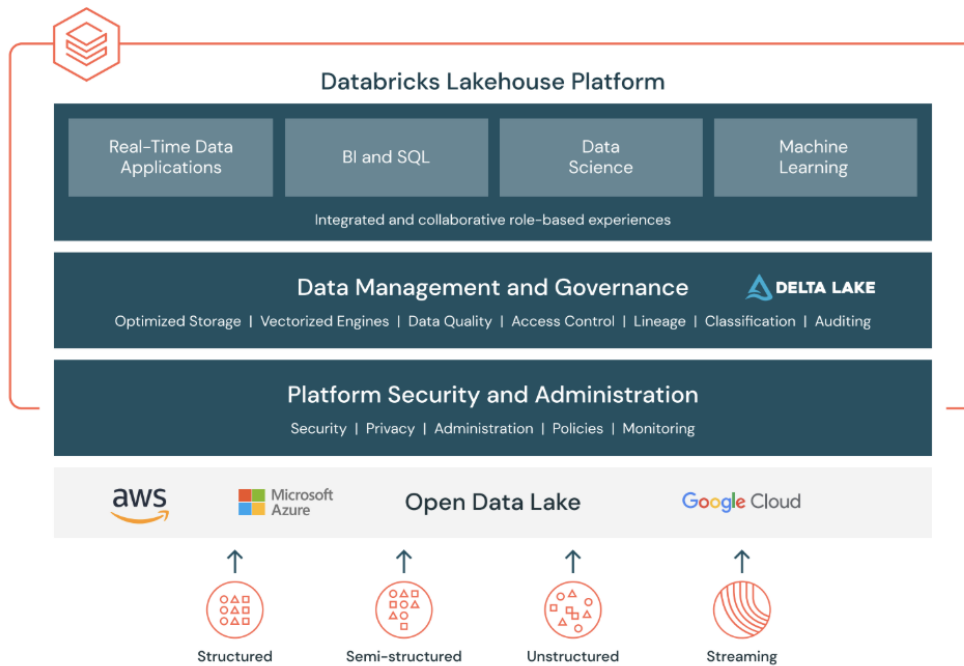 Databricks Lakehouse Platform
Real-Time Data
Applications
BI and SQL
Data
Science
Machine
Learning
Integrated and collaborative role-based experiences
Data Management and Governance
DELTA LAKE
Optimized Storage | Vectorized Engines | Data Quality | Access Control | Lineage | Classification | Auditing
Platform Security and Administration
Security | Privacy | Administration | Policies | Monitoring
aws
Microsoft
Azure
Open Data Lake
Google Cloud
Structured
Semi-structured
Unstructured
Streaming